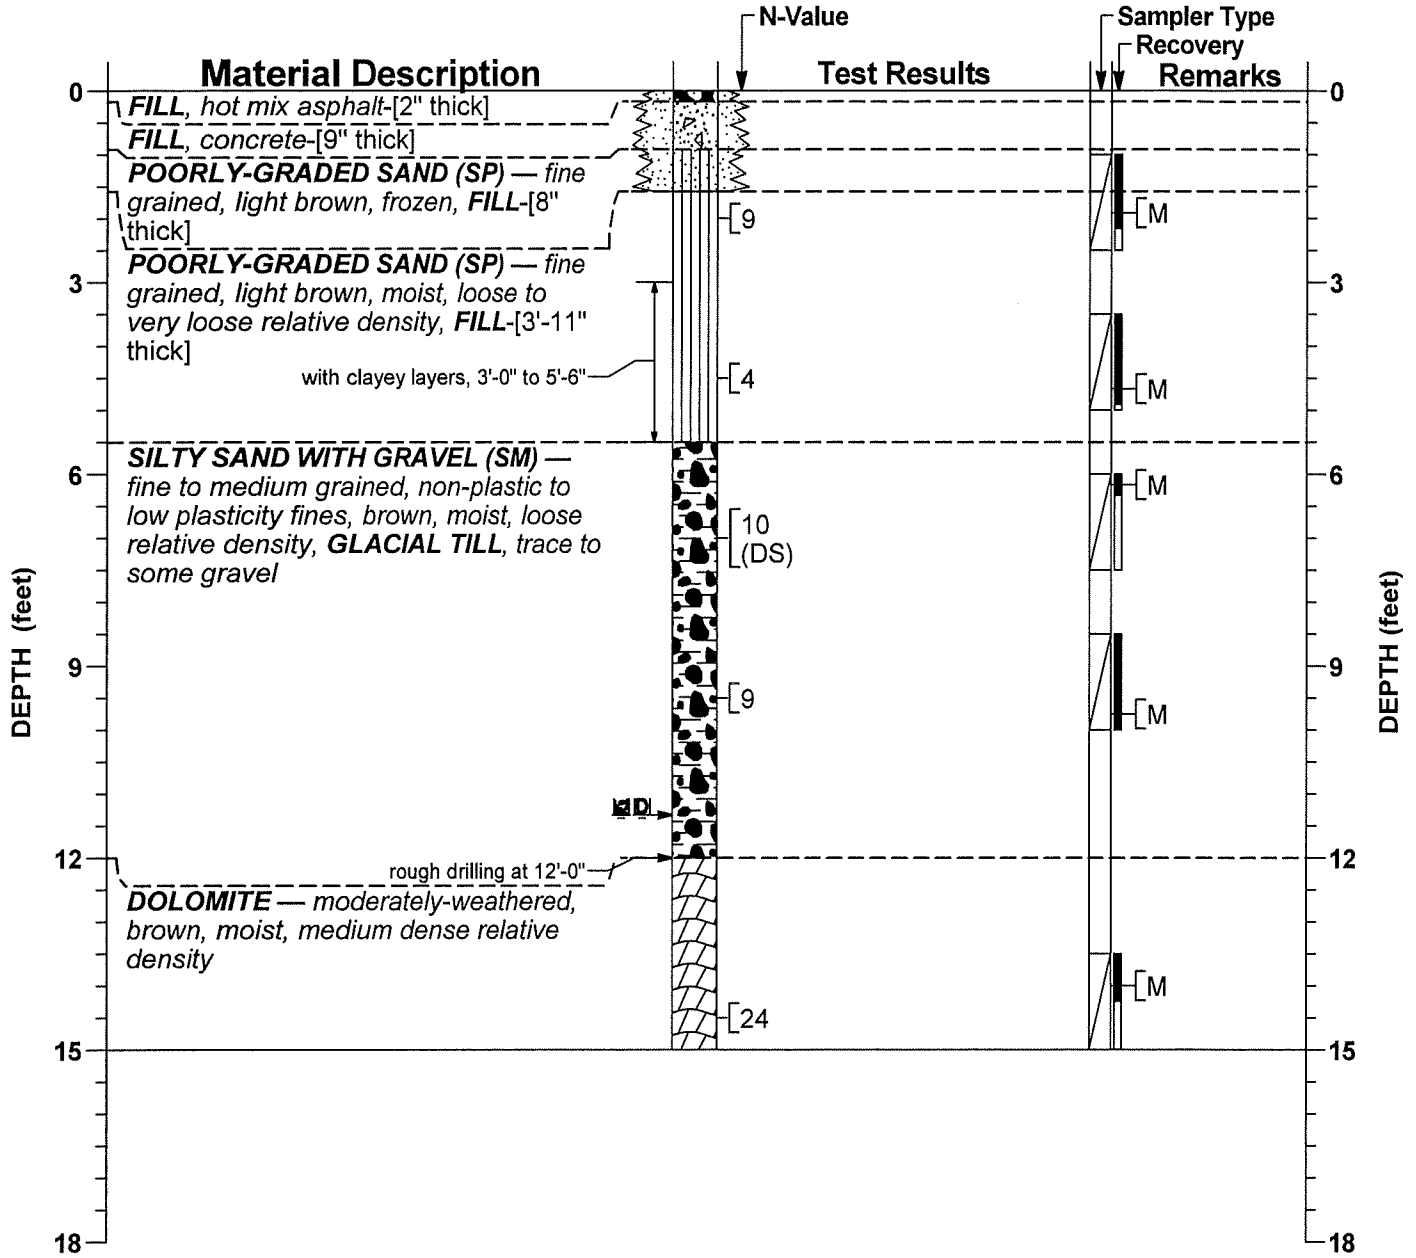 N-Value
Sampler Type
Recovery
Material Description
Test Results
Remarks
0
0
FILL, hot mix asphalt-[2" thick]
FILL, concrete-[9" thick]
POORLY-GRADED SAND (SP) — fine
grained, light brown, frozen, FILL-[8"
thick]
9
M
POORLY-GRADED SAND (SP) — fine
grained, light brown, moist, loose to
very loose relative density, FILL-[3'-11"
thick]
3
3
with clayey layers, 3'-0" to 5'-6"
4
M
SILTY SAND WITH GRAVEL (SM) —
fine to medium grained, non-plastic to
low plasticity fines, brown, moist, loose
relative density, GLACIAL TILL, trace to
some gravel
6
6
M
10
(DS)
DEPTH (feet)
DEPTH (feet)
9
9
9
M
12
12
rough drilling at 12'-0"
DOLOMITE — moderately-weathered,
brown, moist, medium dense relative
density
M
24
15
15
18
18